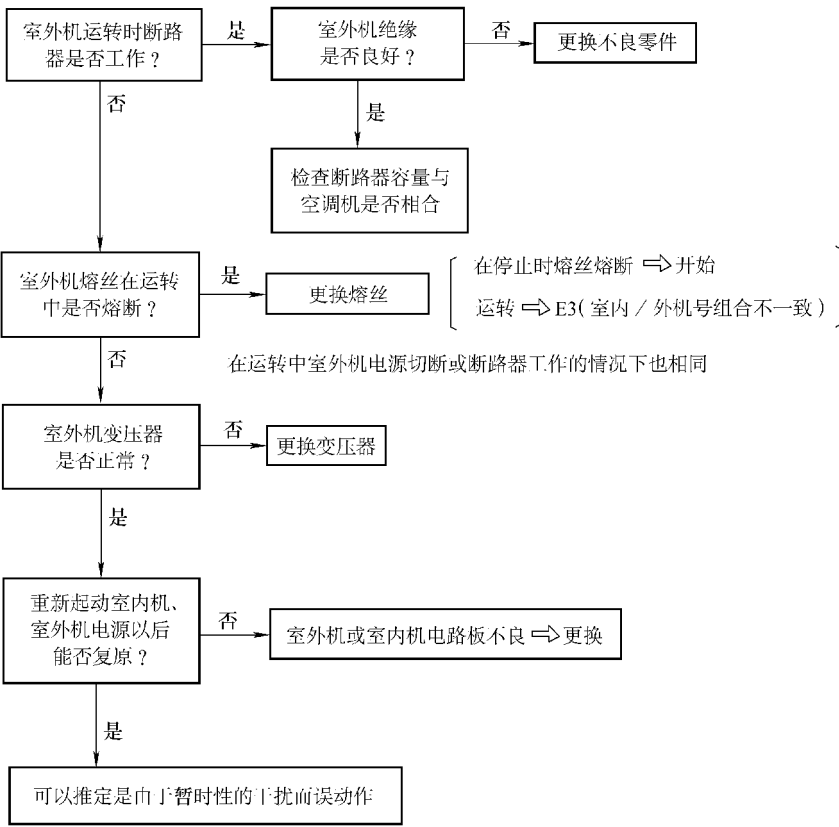 室外机运转时断路
器是否工作？
是
室外机绝缘
是否良好？
否
更换不良零件
否
是
检查断路器容量与
空调机是否相合
室外机熔丝在运转
中是否熔断？
是
更换熔丝
在停止时熔丝熔断⇨开始
运转⇨E3(室内／外机号组合不一致)
否
在运转中室外机电源切断或断路器工作的情况下也相同
室外机变压器
是否正常？
否
更换变压器
是
重新起动室内机、
室外机电源以后
能否复原？
否
室外机或室内机电路板不良⇨更换
是
可以推定是由于暂时性的干扰而误动作